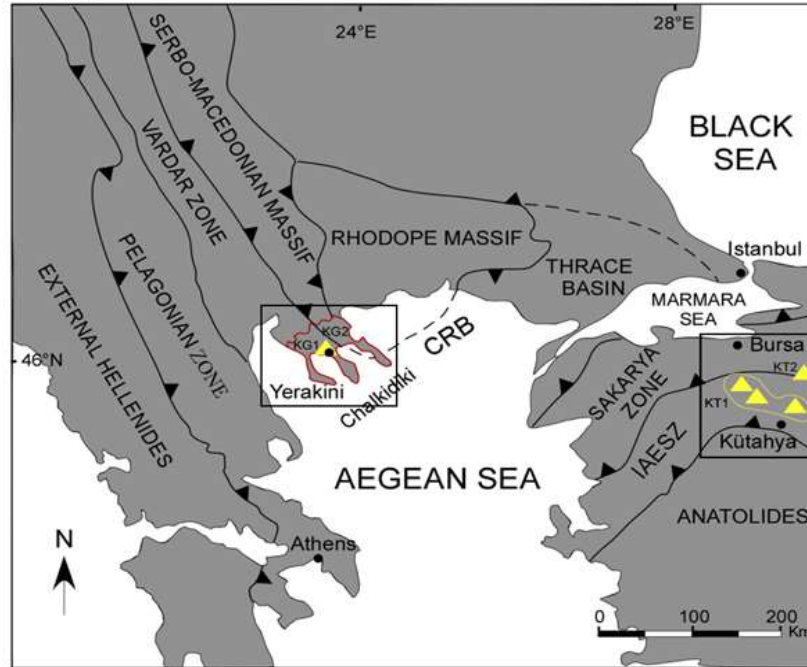 24°E
28°E
SERBO-MACEDONIAN MASSIF
VARDAR ZONE
BLACK
SEA
PELAGONIAN ZONE
RHODOPE MASSIF
THRACE
BASIN
Istanbul
EXTERNAL HELLENIDES
MARMARA
SEA
KG2
KG1
CRB
46°N
Yerakini
Chalkidiki
Bursa
KT2
SAKARYA
ZONE
KT1
Kütahya
IAESZ
AEGEAN SEA
ANATOLIDES
N
Athens
0 100 200
Km